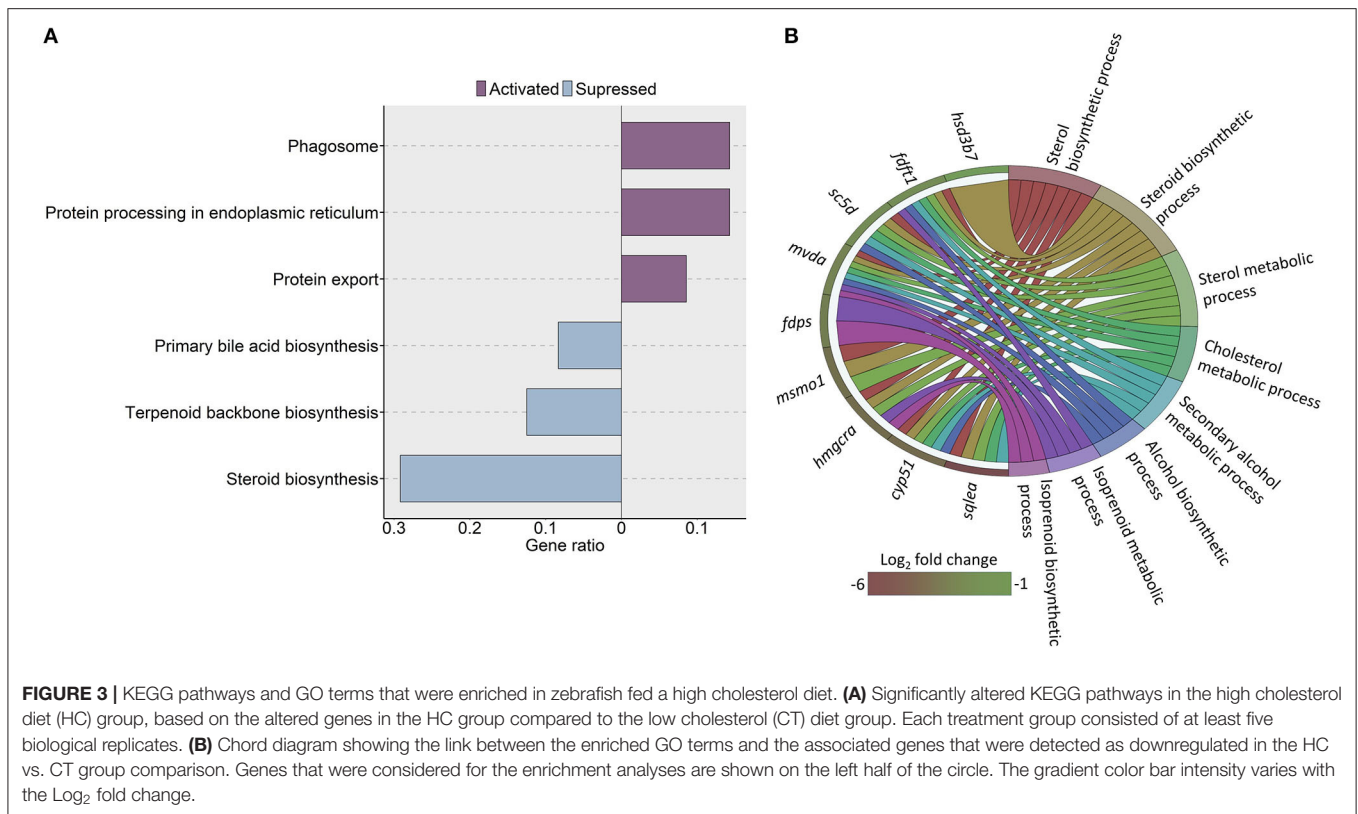 A
Activated Supressed
Phagosome
Protein processing in endoplasmic reticulum
Protein export
Primary bile acid biosynthesis
Terpenoid backbone biosynthesis
Steroid biosynthesis
0.3 0.2 0.1 0 0.1
Gene ratio
B
hsd3b7
fdft1
sc5d
mvda
fdps
msmo1
hmgcra
cyp51
sqlea
Sterol
biosynthetic process
Steroid biosynthetic
process
Sterol metabolic
process
Cholesterol
metabolic process
Secondary alcohol
metabolic process
Alcohol biosynthetic
process
Isoprenoid metabolic
process
Isoprenoid biosynthetic
process
Log₂ fold change
-6 -1
FIGURE 3 | KEGG pathways and GO terms that were enriched in zebrafish fed a high cholesterol diet. (A) Significantly altered KEGG pathways in the high cholesterol
diet (HC) group, based on the altered genes in the HC group compared to the low cholesterol (CT) diet group. Each treatment group consisted of at least five
biological replicates. (B) Chord diagram showing the link between the enriched GO terms and the associated genes that were detected as downregulated in the HC
vs. CT group comparison. Genes that were considered for the enrichment analyses are shown on the left half of the circle. The gradient color bar intensity varies with
the Log₂ fold change.